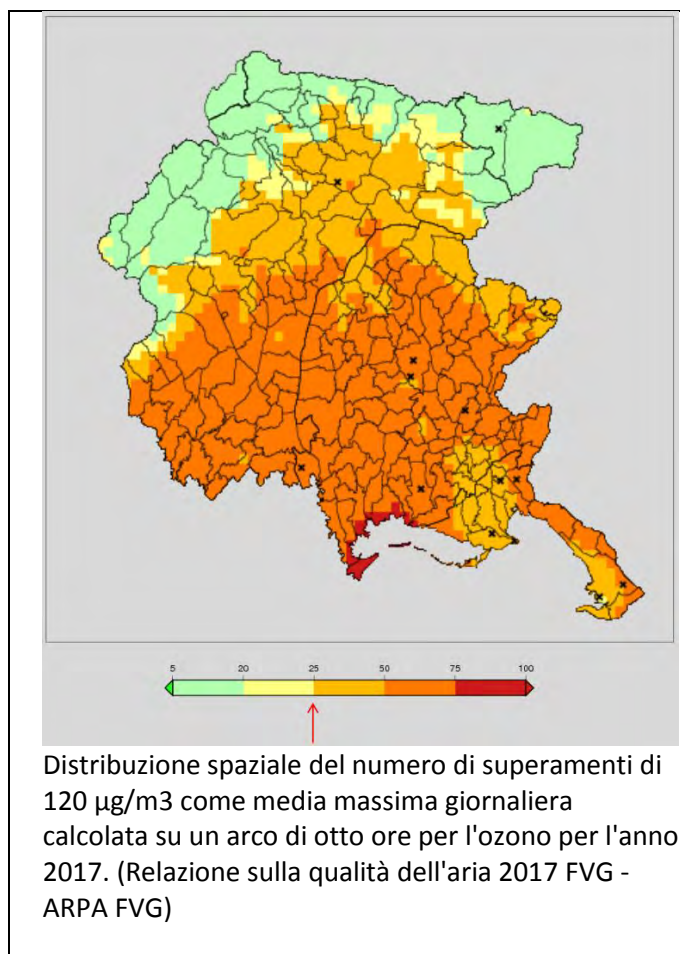 5 20 25 50 75 100
Distribuzione spaziale del numero di superamenti di
120 µg/m3 come media massima giornaliera
calcolata su un arco di otto ore per l'ozono per l'anno
2017. (Relazione sulla qualità dell'aria 2017 FVG -
ARPA FVG)